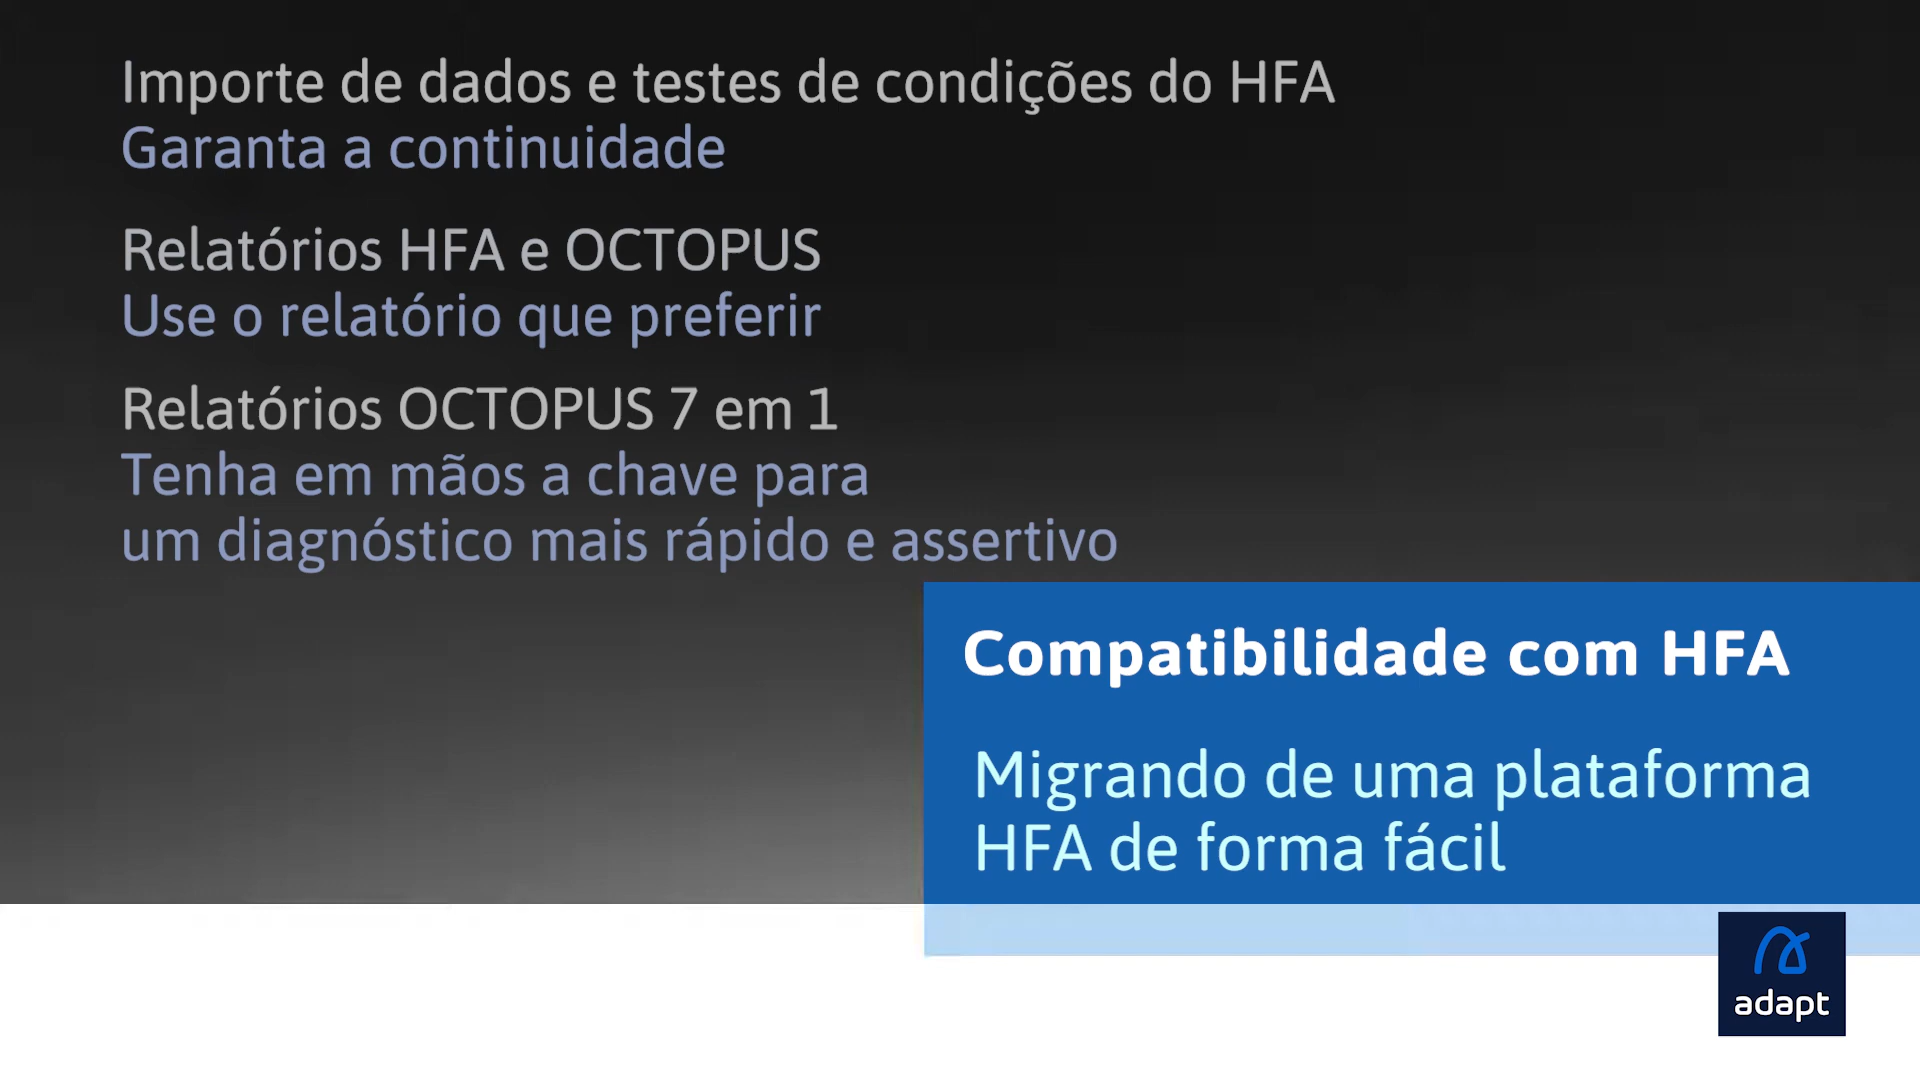 Importe de dados e testes de condições do HFA
Garanta a continuidade
Relatórios HFA e OCTOPUS
Use o relatório que preferir
Relatórios OCTOPUS 7 em 1
Tenha em mãos a chave para
um diagnóstico mais rápido e assertivo
Compatibilidade com HFA
Migrando de uma plataforma
HFA de forma fácil
adapt